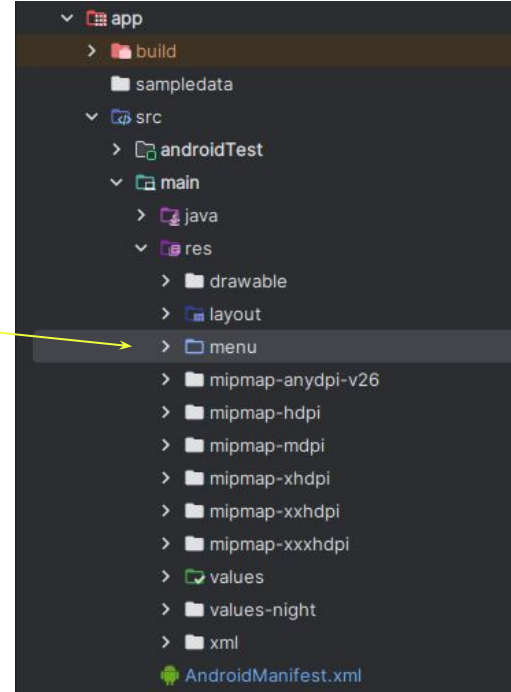 app
build
sampledata
src
androidTest
main
java
res
drawable
layout
menu
mipmap-anydpi-v26
mipmap-hdpi
mipmap-mdpi
mipmap-xhdpi
mipmap-xxhdpi
mipmap-xxxhdpi
values
values-night
xml
AndroidManifest.xml